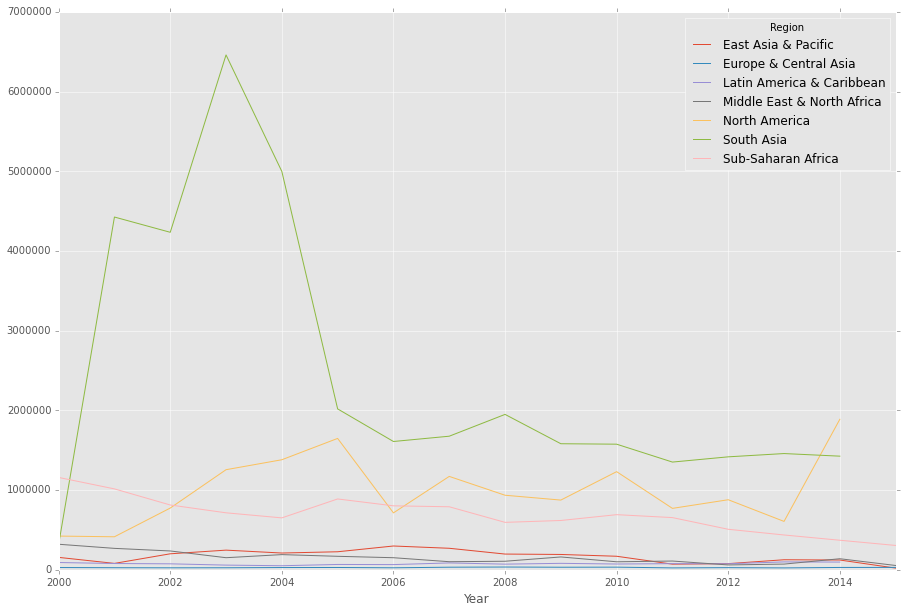 7000000
6000000
5000000
4000000
3000000
2000000
1000000
0
Region
East Asia & Pacific
Europe & Central Asia
Latin America & Caribbean
Middle East & North Africa
North America
South Asia
Sub-Saharan Africa
2000 2002 2004 2006 2008 2010 2012 2014
Year